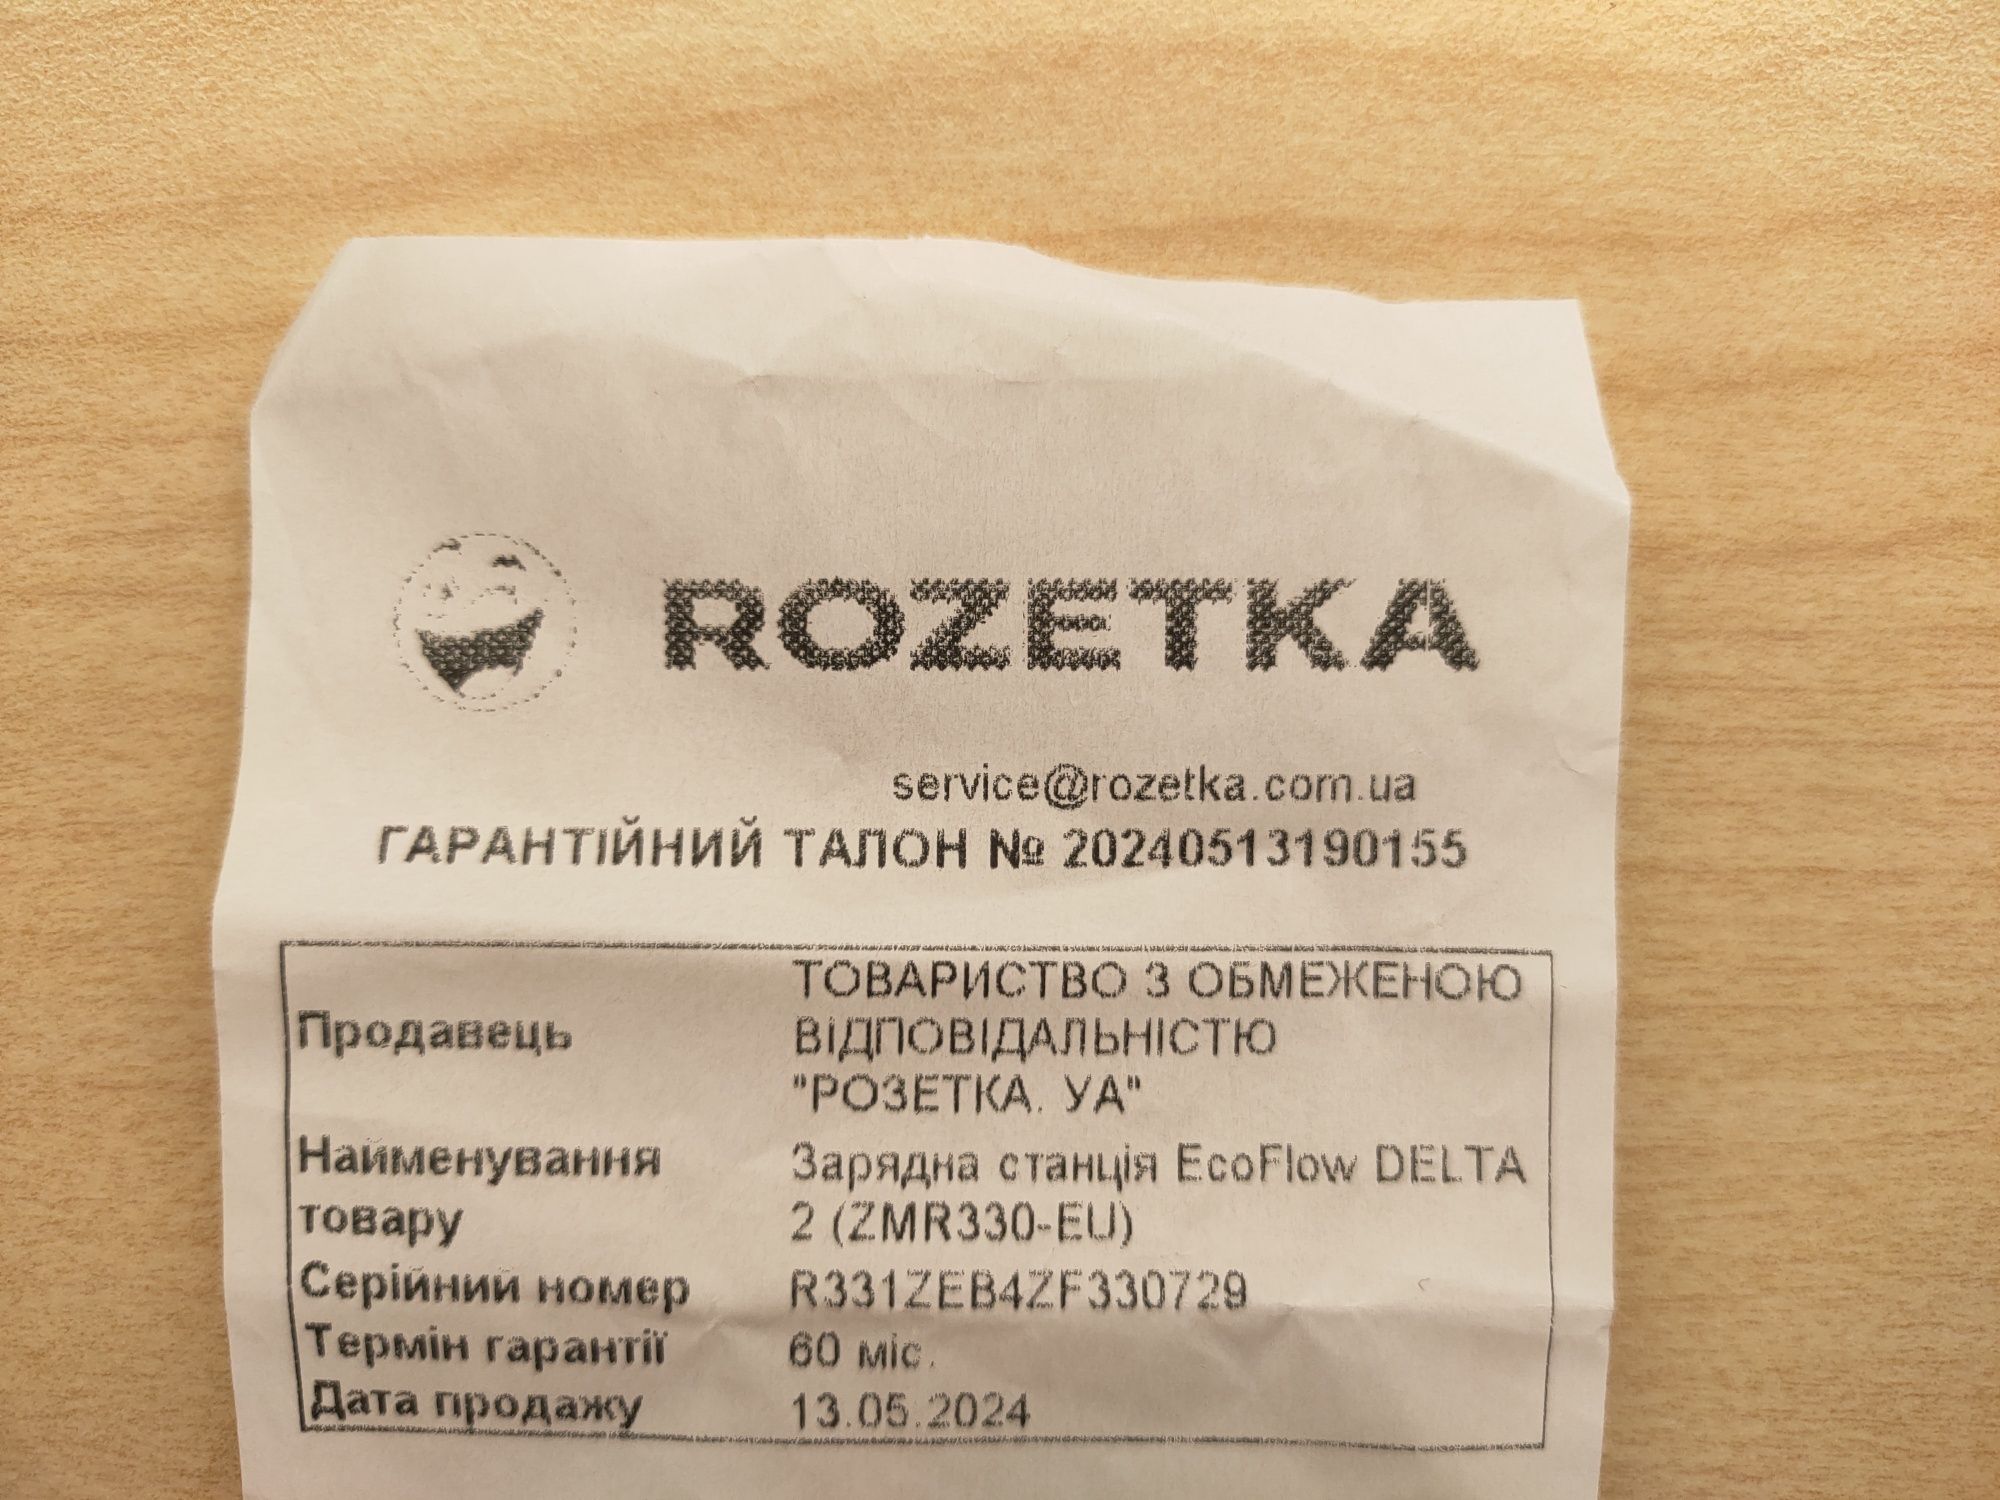 ROZETKA
service@rozetka.com.ua
ГАРАНТІЙНИЙ ТАЛОН № 20240513190155
Продавець ТОВАРИСТВО З ОБМЕЖЕНОЮ
ВІДПОВІДАЛЬНІСТЮ
"РОЗЕТКА. УА"
Найменування Зарядна станція EcoFlow DELTA
товару 2 (ZMR330-EU)
Серійний номер R331ZEB4ZF330729
Термін гарантії 60 міс.
Дата продажу 13.05.2024